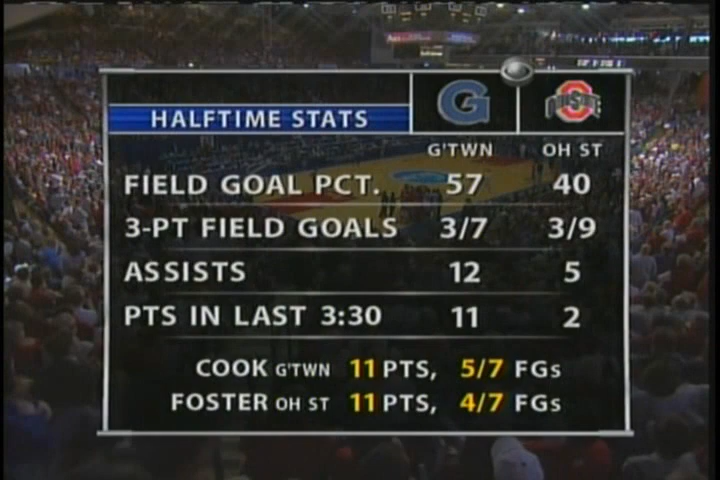 HALFTIME STATS
G'TWN OH ST
FIELD GOAL PCT. 57 40
3-PT FIELD GOALS 3/7 3/9
ASSISTS 12 5
PTS IN LAST 3:30 11 2
COOK G'TWN 11 PTS, 5/7 FGs
FOSTER OH ST 11 PTS, 4/7 FGs